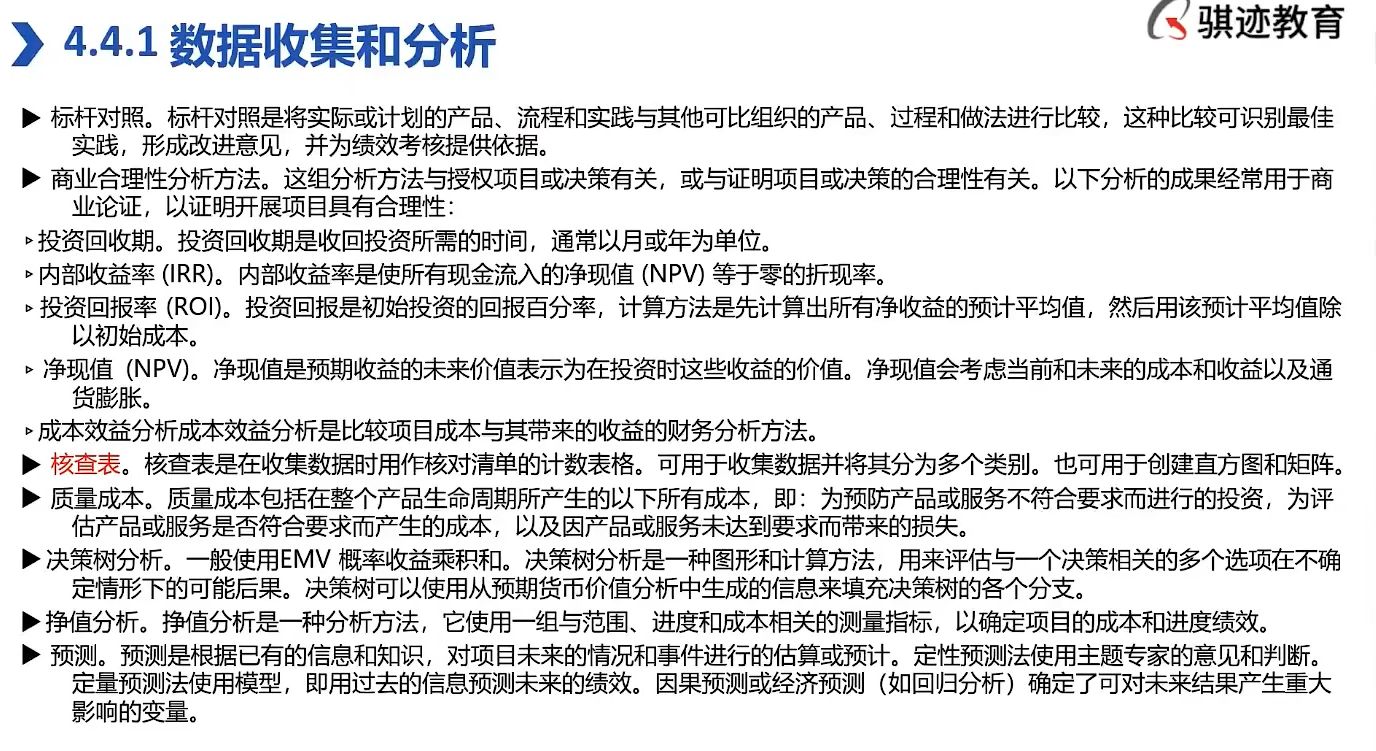 4.4.1 数据收集和分析
骐迹教育
▶ 标杆对照。标杆对照是将实际或计划的产品、流程和实践与其他可比组织的产品、过程和做法进行比较，这种比较可识别最佳
实践，形成改进意见，并为绩效考核提供依据。
▶ 商业合理性分析方法。这组分析方法与授权项目或决策有关，或与证明项目或决策的合理性有关。以下分析的成果经常用于商
业论证，以证明开展项目具有合理性：
▹投资回收期。投资回收期是收回投资所需的时间，通常以月或年为单位。
▹内部收益率 (IRR)。内部收益率是使所有现金流入的净现值 (NPV) 等于零的折现率。
▹投资回报率 (ROI)。投资回报是初始投资的回报百分率，计算方法是先计算出所有净收益的预计平均值，然后用该预计平均值除
以初始成本。
▹ 净现值 (NPV)。净现值是预期收益的未来价值表示为在投资时这些收益的价值。净现值会考虑当前和未来的成本和收益以及通
货膨胀。
▹成本效益分析成本效益分析是比较项目成本与其带来的收益的财务分析方法。
▶ 核查表。核查表是在收集数据时用作核对清单的计数表格。可用于收集数据并将其分为多个类别。也可用于创建直方图和矩阵。
▶ 质量成本。质量成本包括在整个产品生命周期所产生的以下所有成本，即：为预防产品或服务不符合要求而进行的投资，为评
估产品或服务是否符合要求而产生的成本，以及因产品或服务未达到要求而带来的损失。
▶决策树分析。一般使用EMV 概率收益乘积和。决策树分析是一种图形和计算方法，用来评估与一个决策相关的多个选项在不确
定情形下的可能后果。决策树可以使用从预期货币价值分析中生成的信息来填充决策树的各个分支。
▶挣值分析。挣值分析是一种分析方法，它使用一组与范围、进度和成本相关的测量指标，以确定项目的成本和进度绩效。
▶ 预测。预测是根据已有的信息和知识，对项目未来的情况和事件进行的估算或预计。定性预测法使用主题专家的意见和判断。
定量预测法使用模型，即用过去的信息预测未来的绩效。因果预测或经济预测（如回归分析）确定了可对未来结果产生重大
影响的变量。